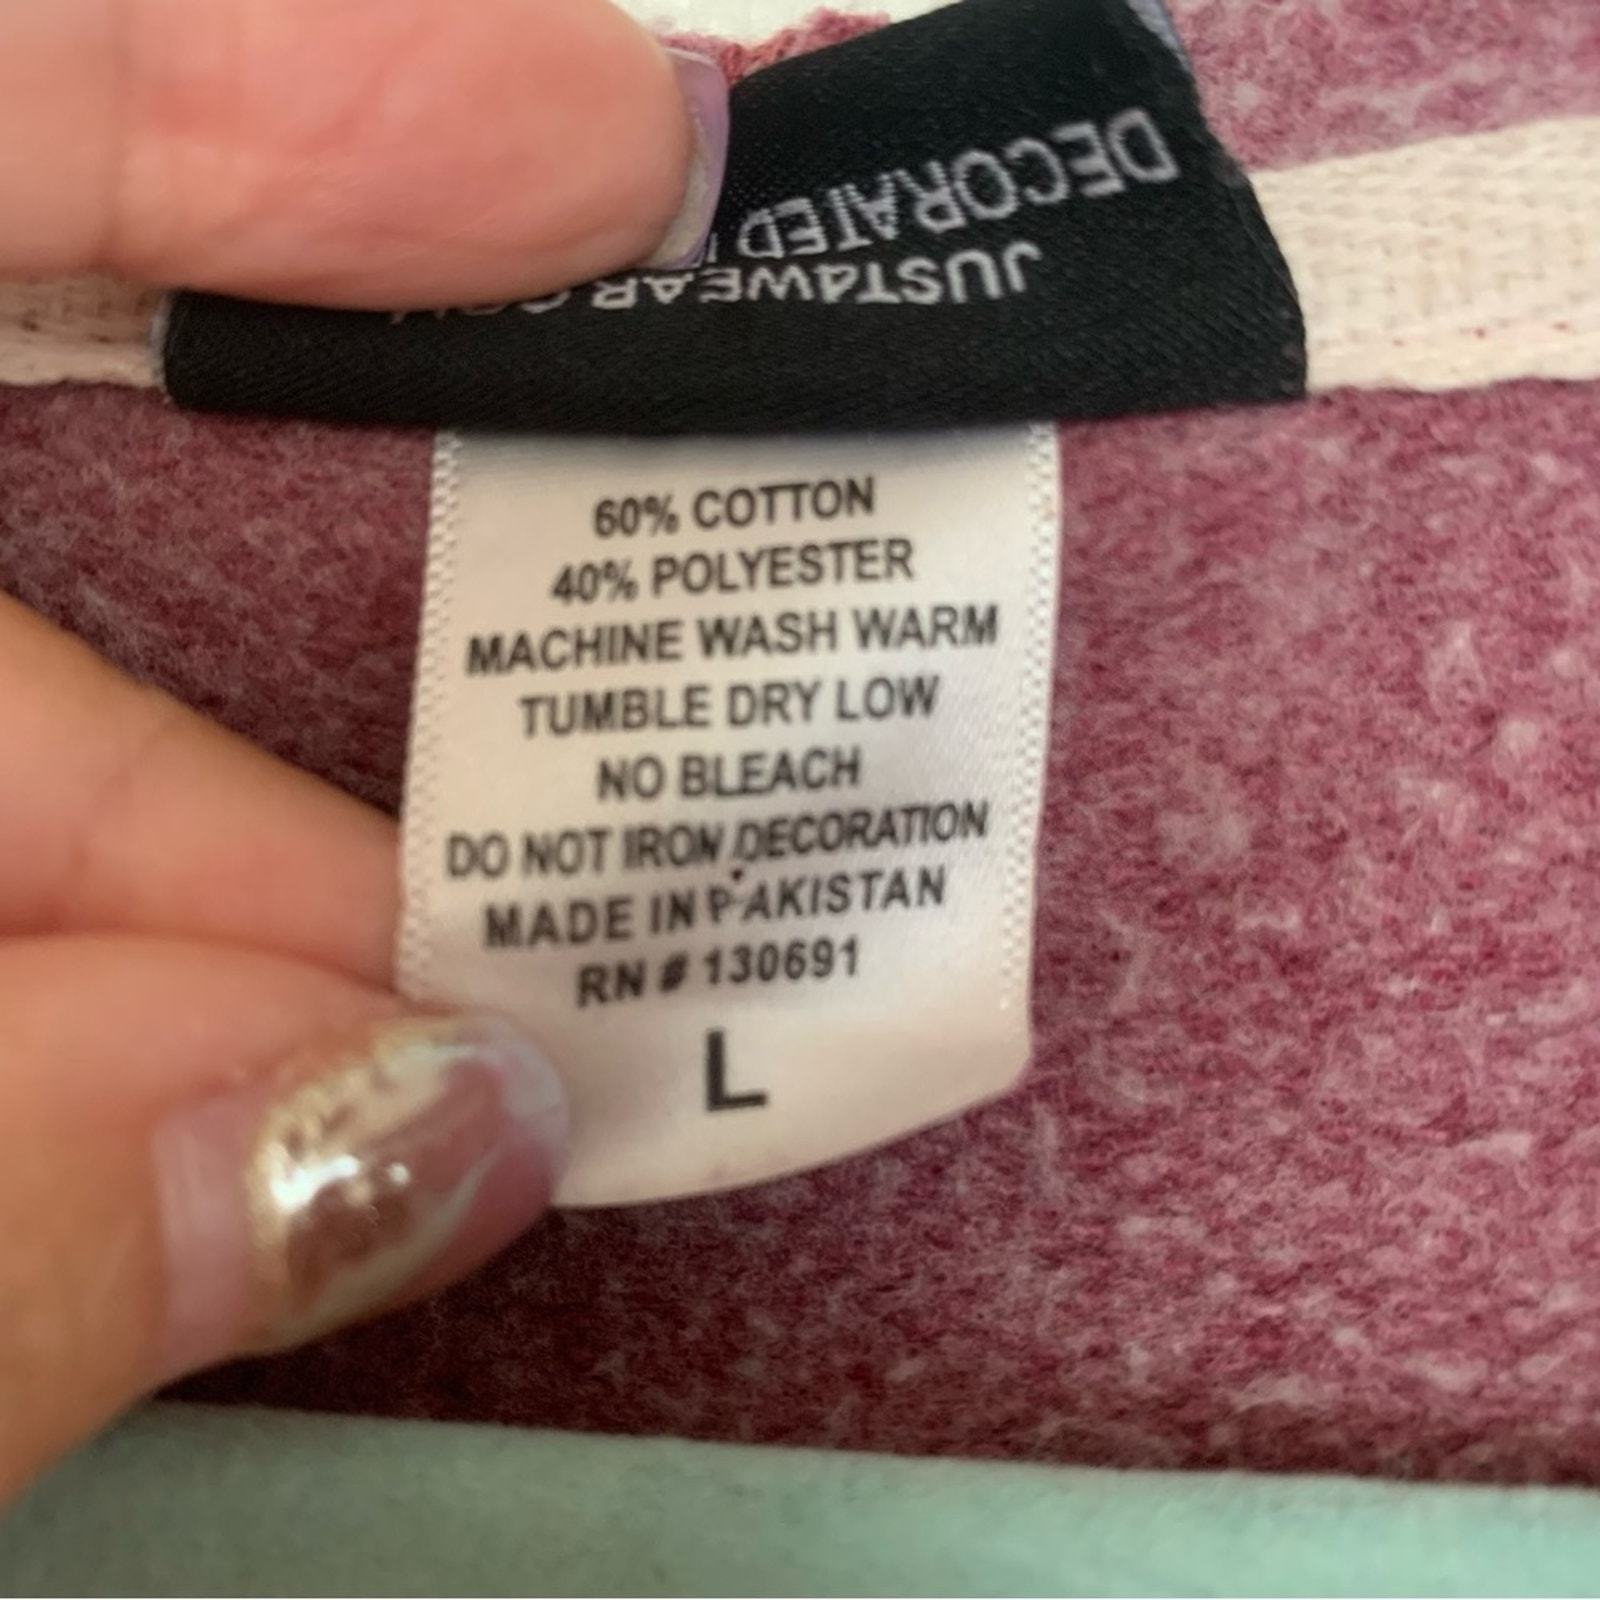 DECORATED
JUST4WEAR
60% COTTON
40% POLYESTER
MACHINE WASH WARM
TUMBLE DRY LOW
NO BLEACH
DO NOT IRON DECORATION
MADE IN PAKISTAN
RN # 130691
L